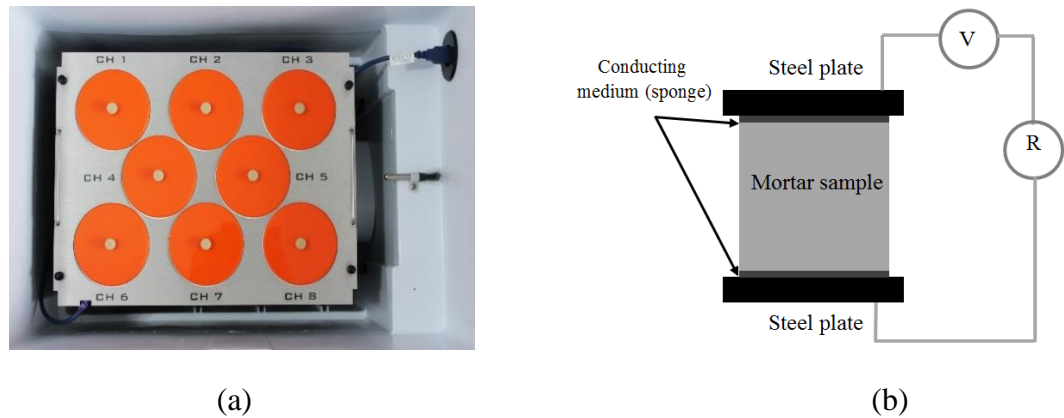 CH 1 CH 2 CH 3
CH 4 CH 5
CH 6 CH 7 CH 8
(a)
V
Steel plate
Conducting
medium (sponge)
R
Mortar sample
Steel plate
(b)